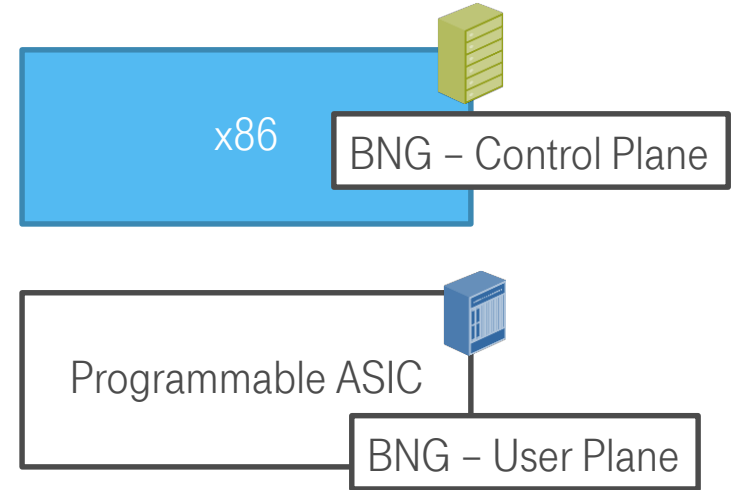 x86
BNG – Control Plane
Programmable ASIC
BNG – User Plane